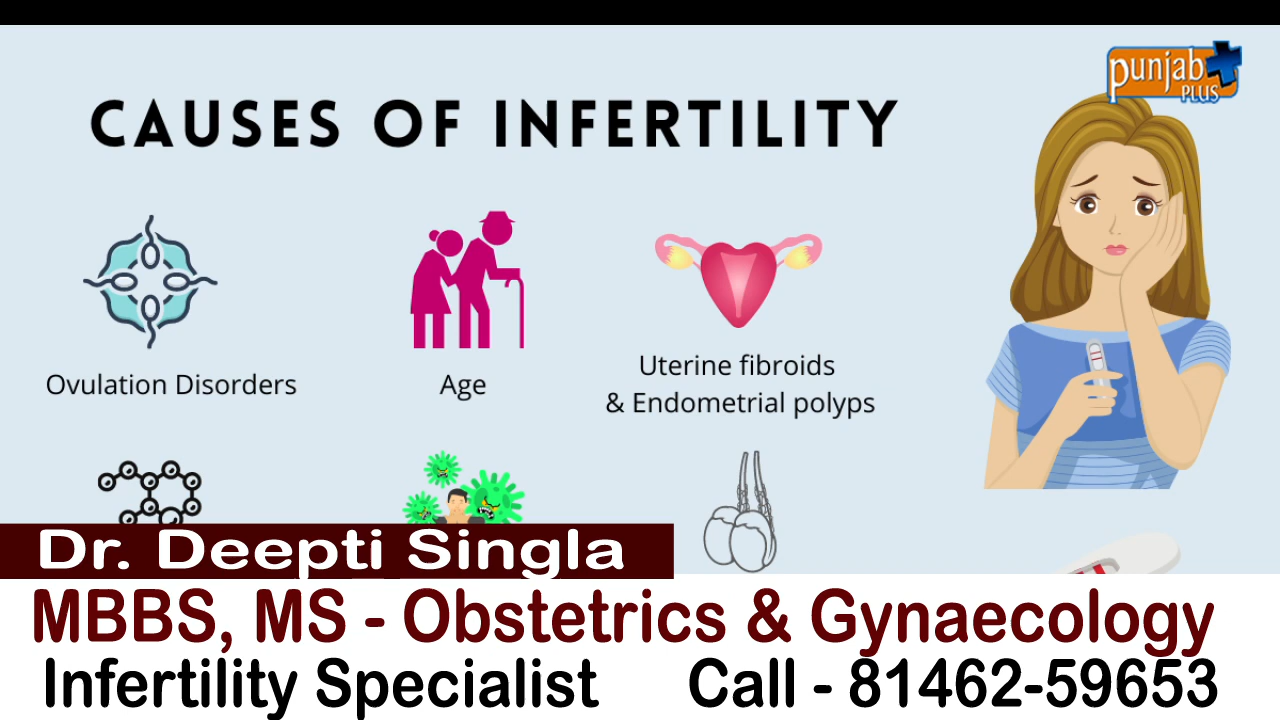 punjab
PLUS
CAUSES OF INFERTILITY
Ovulation Disorders
Age
Uterine fibroids
& Endometrial polyps
Dr. Deepti Singla
MBBS, MS - Obstetrics & Gynaecology
Infertility Specialist Call - 81462-59653